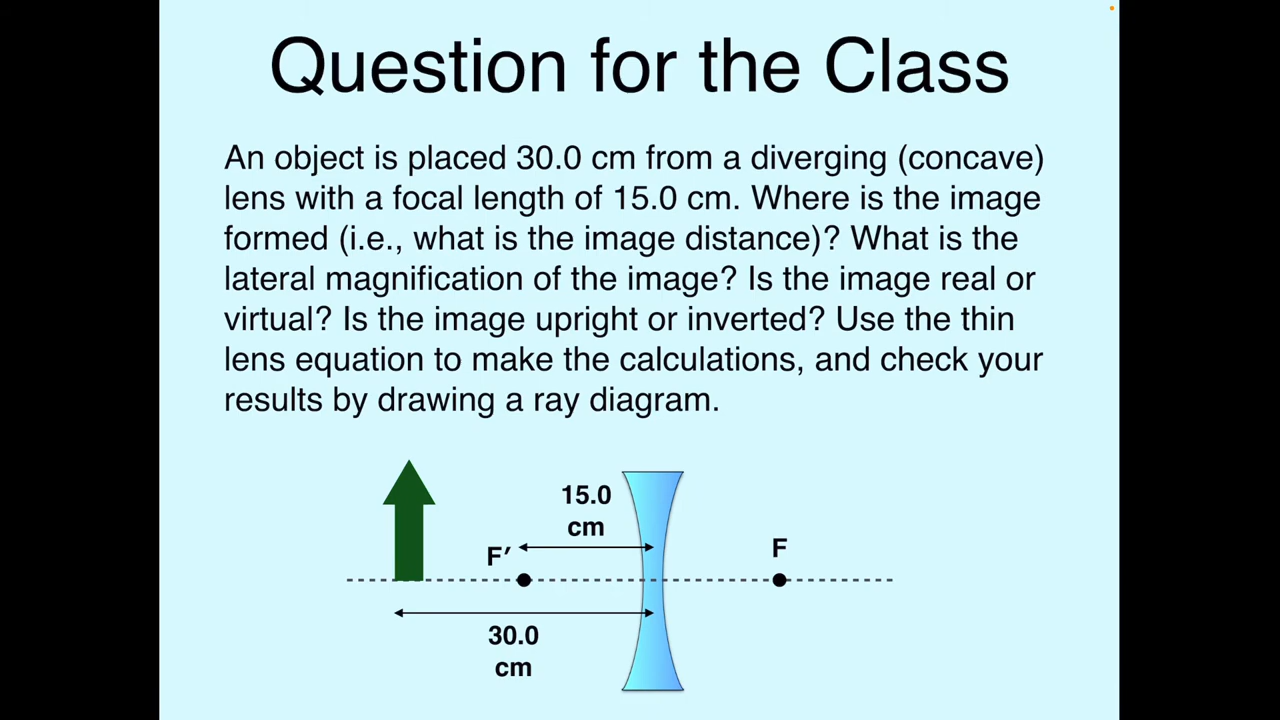 Question for the Class
An object is placed 30.0 cm from a diverging (concave)
lens with a focal length of 15.0 cm. Where is the image
formed (i.e., what is the image distance)? What is the
lateral magnification of the image? Is the image real or
virtual? Is the image upright or inverted? Use the thin
lens equation to make the calculations, and check your
results by drawing a ray diagram.
15.0
cm
F′
F
30.0
cm